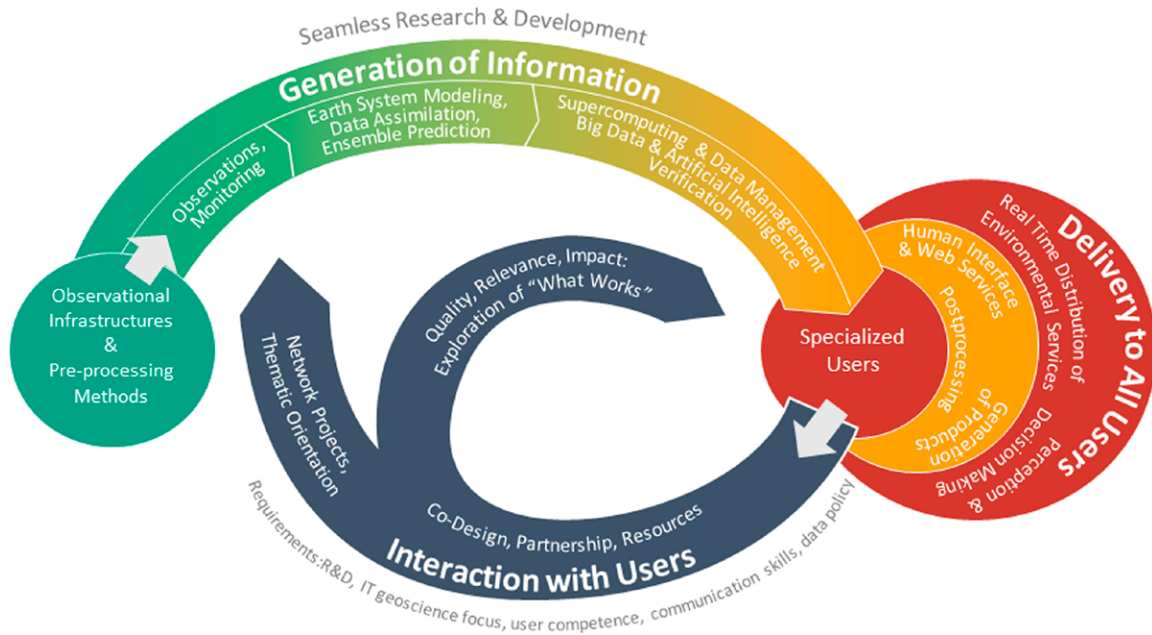 Seamless Research & Development
Generation of Information
Observations,
Monitoring
Earth System Modeling,
Data Assimilation,
Ensemble Prediction
Supercomputing & Data Management
Big Data & Artificial Intelligence
Verification
Observational
Infrastructures
&
Pre-processing
Methods
Specialized
Users
Human Interface
& Web Services
Postprocessing
Generation
of Products
Real Time Distribution of
Environmental Services
Perception &
Decision Making
Delivery to All Users
Quality, Relevance, Impact:
Exploration of “What Works”
Network Projects,
Thematic Orientation
Co-Design, Partnership, Resources
Interaction with Users
Requirements:R&D, IT geoscience focus, user competence, communication skills, data policy